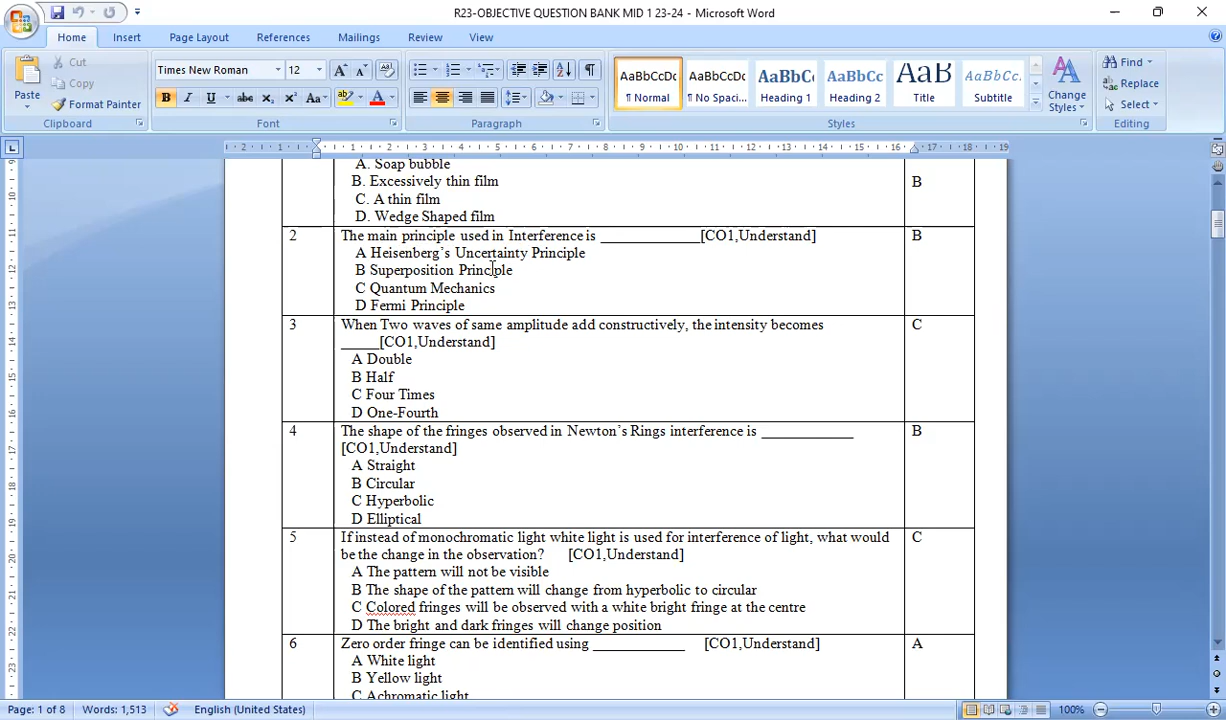 R23-OBJECTIVE QUESTION BANK MID 1 23-24 - Microsoft Word
Home Insert Page Layout References Mailings Review View
Paste
Cut
Copy
Format Painter
Clipboard
Times New Roman 12
B I U abc x₂ x² Aa
Font
Paragraph
AaBbCcDc ¶ Normal
AaBbCcDc ¶ No Spaci...
AaBbCc Heading 1
AaBbCc Heading 2
AaBb Title
AaBbCc. Subtitle
Change Styles
Styles
Find
Replace
Select
Editing
A. Soap bubble
B. Excessively thin film B
C. A thin film
D. Wedge Shaped film
2 The main principle used in Interference is _____________[CO1,Understand] B
A Heisenberg's Uncertainty Principle
B Superposition Principle
C Quantum Mechanics
D Fermi Principle
3 When Two waves of same amplitude add constructively, the intensity becomes C
_____[CO1,Understand]
A Double
B Half
C Four Times
D One-Fourth
4 The shape of the fringes observed in Newton's Rings interference is ____________ B
[CO1,Understand]
A Straight
B Circular
C Hyperbolic
D Elliptical
5 If instead of monochromatic light white light is used for interference of light, what would C
be the change in the observation? [CO1,Understand]
A The pattern will not be visible
B The shape of the pattern will change from hyperbolic to circular
C Colored fringes will be observed with a white bright fringe at the centre
D The bright and dark fringes will change position
6 Zero order fringe can be identified using ____________ [CO1,Understand] A
A White light
B Yellow light
C Achromatic light
Page: 1 of 8 Words: 1,513 English (United States) 100%